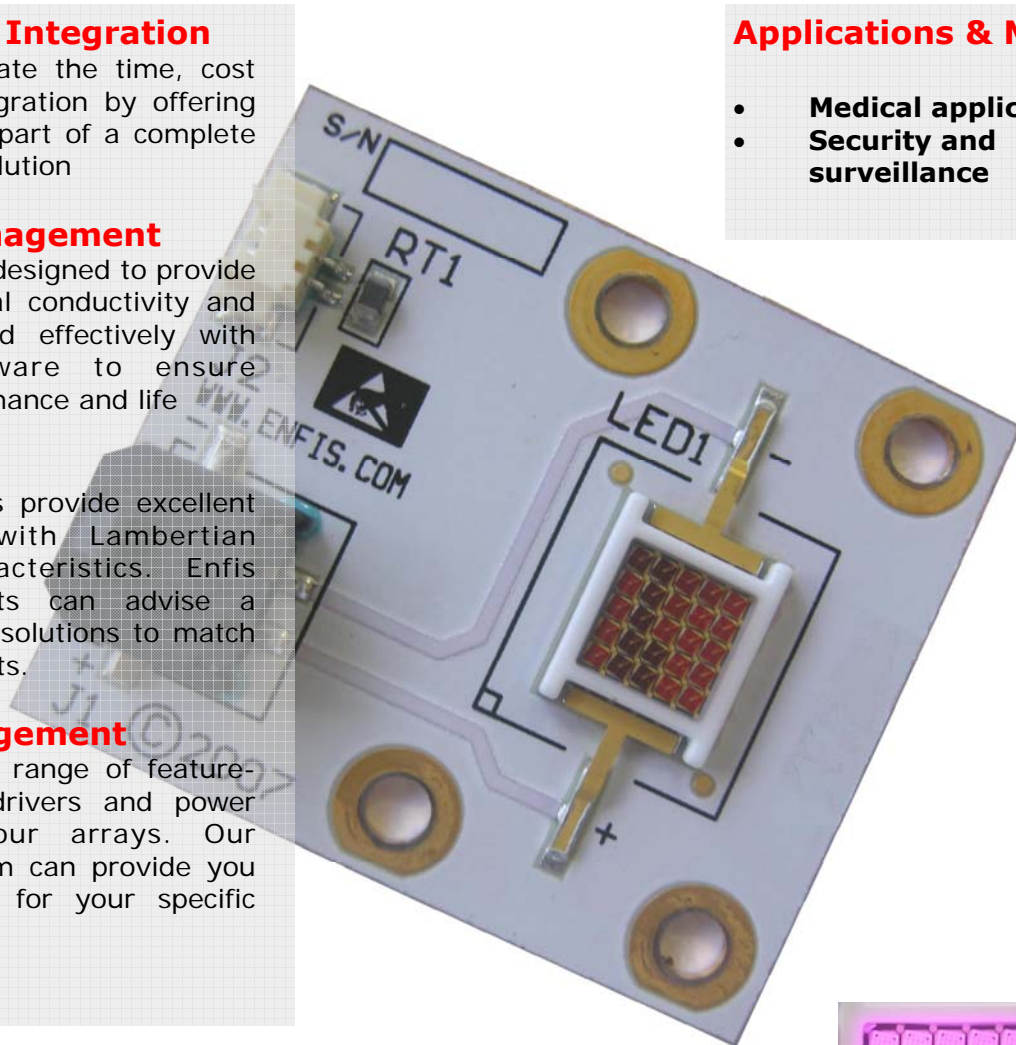 Integration
ate the time, cost
gration by offering
part of a complete
lution
nagement
designed to provide
al conductivity and
d effectively with
ware to ensure
nance and life
s provide excellent
with Lambertian
acteristics. Enfis
ts can advise a
solutions to match
ts.
gement
range of feature-
drivers and power
our arrays. Our
m can provide you
for your specific
Applications & M
• Medical applic
• Security and
surveillance
S/N
RT1
T2
WWW.ENFIS.COM
LED1
-
+
+
J1 ©2007